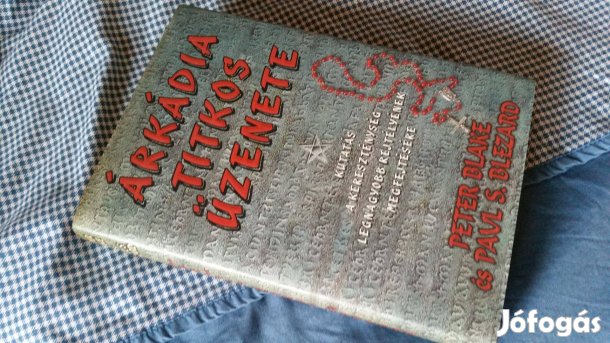 ÁRKÁDIA
TITKOS
ÜZENETE
KUTATÁS
A KERESZTÉNYSÉG
LEGNAGYOBB REJTÉLYÉNEK
MEGFEJTÉSÉRE
PETER BLAKE
ÉS PAUL S. BLEZARD
Jófogás